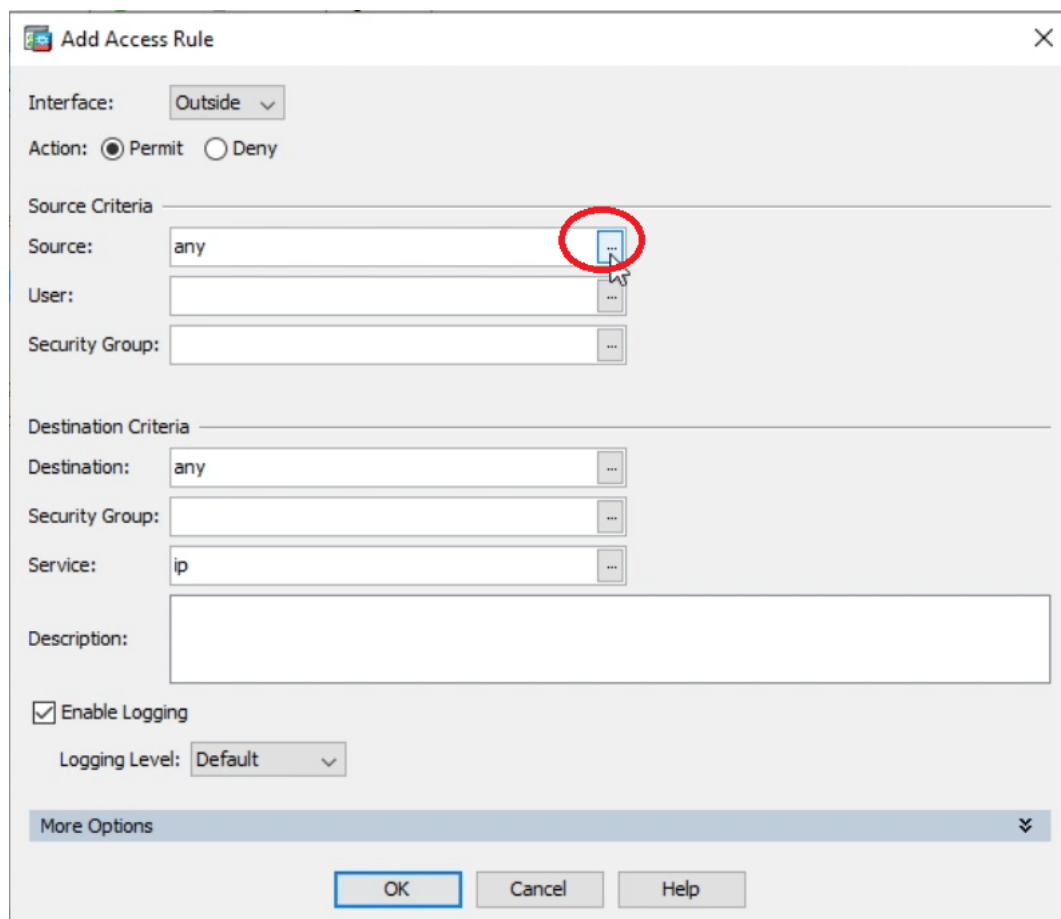 Add Access Rule
Interface: Outside
Action: Permit Deny
Source Criteria
Source: any ...
User: ...
Security Group: ...
Destination Criteria
Destination: any ...
Security Group: ...
Service: ip ...
Description:
Enable Logging
Logging Level: Default
More Options
OK Cancel Help